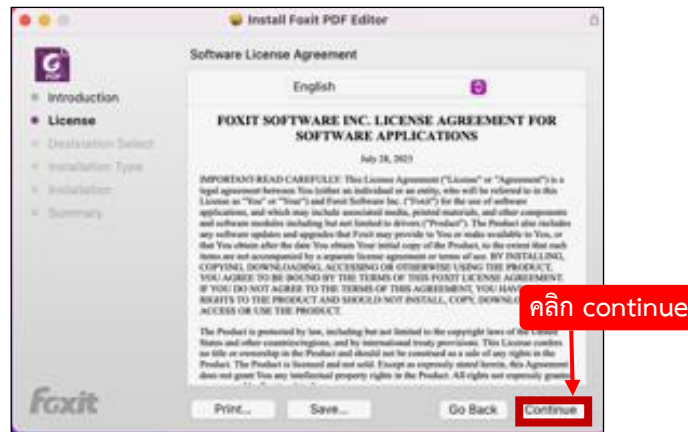 Install Foxit PDF Editor
Software License Agreement
English
Introduction
License
Destination Select
Installation Type
Installation
Summary
FOXIT SOFTWARE INC. LICENSE AGREEMENT FOR
SOFTWARE APPLICATIONS
July 28, 2023
IMPORTANT-READ CAREFULLY: This License Agreement ("License" or "Agreement") is a
legal agreement between You (either an individual or an entity, who will be referred to in this
License as "You" or "Your") and Foxit Software Inc. ("Foxit") for the use of software
applications, and which may include associated media, printed materials, and other components
and software modules including but not limited to drivers ("Product"). The Product also includes
any software updates and upgrades that Foxit may provide to You or make available to You, or
that You obtain after the date You obtain Your initial copy of the Product, to the extent that such
items are not accompanied by a separate license agreement or terms of use. BY INSTALLING,
COPYING, DOWNLOADING, ACCESSING OR OTHERWISE USING THE PRODUCT,
YOU AGREE TO BE BOUND BY THE TERMS OF THIS FOXIT LICENSE AGREEMENT.
IF YOU DO NOT AGREE TO THE TERMS OF THIS AGREEMENT, YOU HAV
RIGHTS TO THE PRODUCT AND SHOULD NOT INSTALL, COPY, DOWNLO
ACCESS OR USE THE PRODUCT.
คลิก continue
The Product is protected by law, including but not limited to the copyright laws of the United
States and other countries/regions, and by international treaty provisions. This License confers
no title or ownership in the Product and should not be construed as a sale of any rights in the
Product. The Product is licensed and not sold. Except as expressly stated herein, this Agreement
does not grant You any intellectual property rights in the Product. All rights not expressly grante
Foxit
Print...
Save...
Go Back
Continue